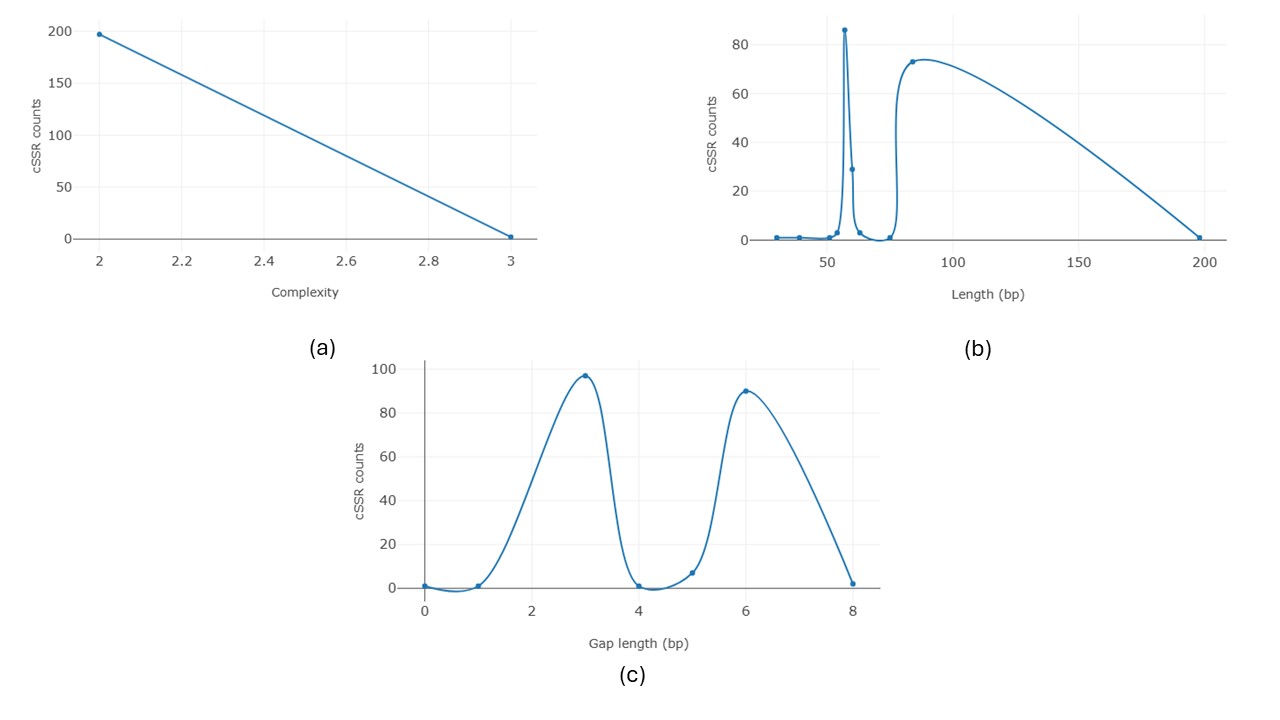 200
150
100
50
0
cSSR counts
2 2.2 2.4 2.6 2.8 3
Complexity
(a)
80
60
40
20
0
cSSR counts
50 100 150 200
Length (bp)
(b)
100
80
60
40
20
0
cSSR counts
0 2 4 6 8
Gap length (bp)
(c)